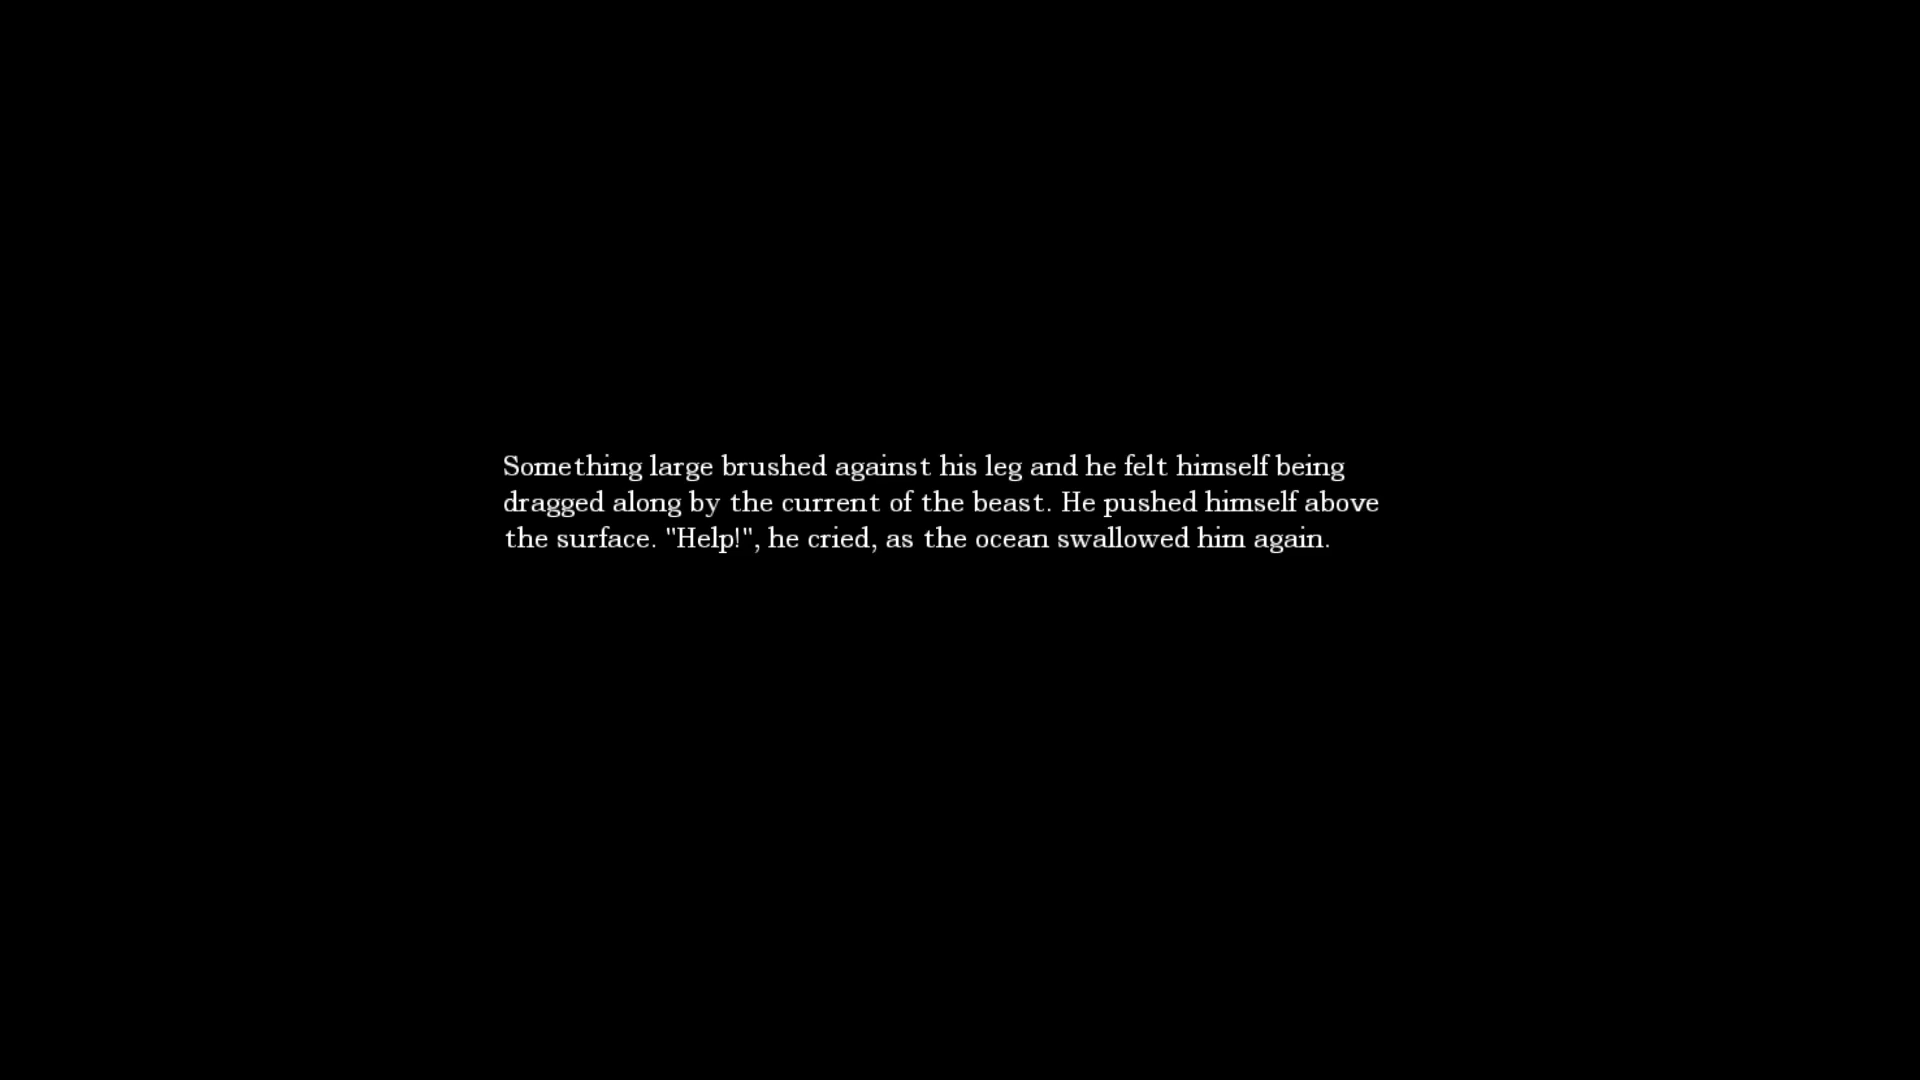 Something large brushed against his leg and he felt himself being
dragged along by the current of the beast. He pushed himself above
the surface. "Help!", he cried, as the ocean swallowed him again.